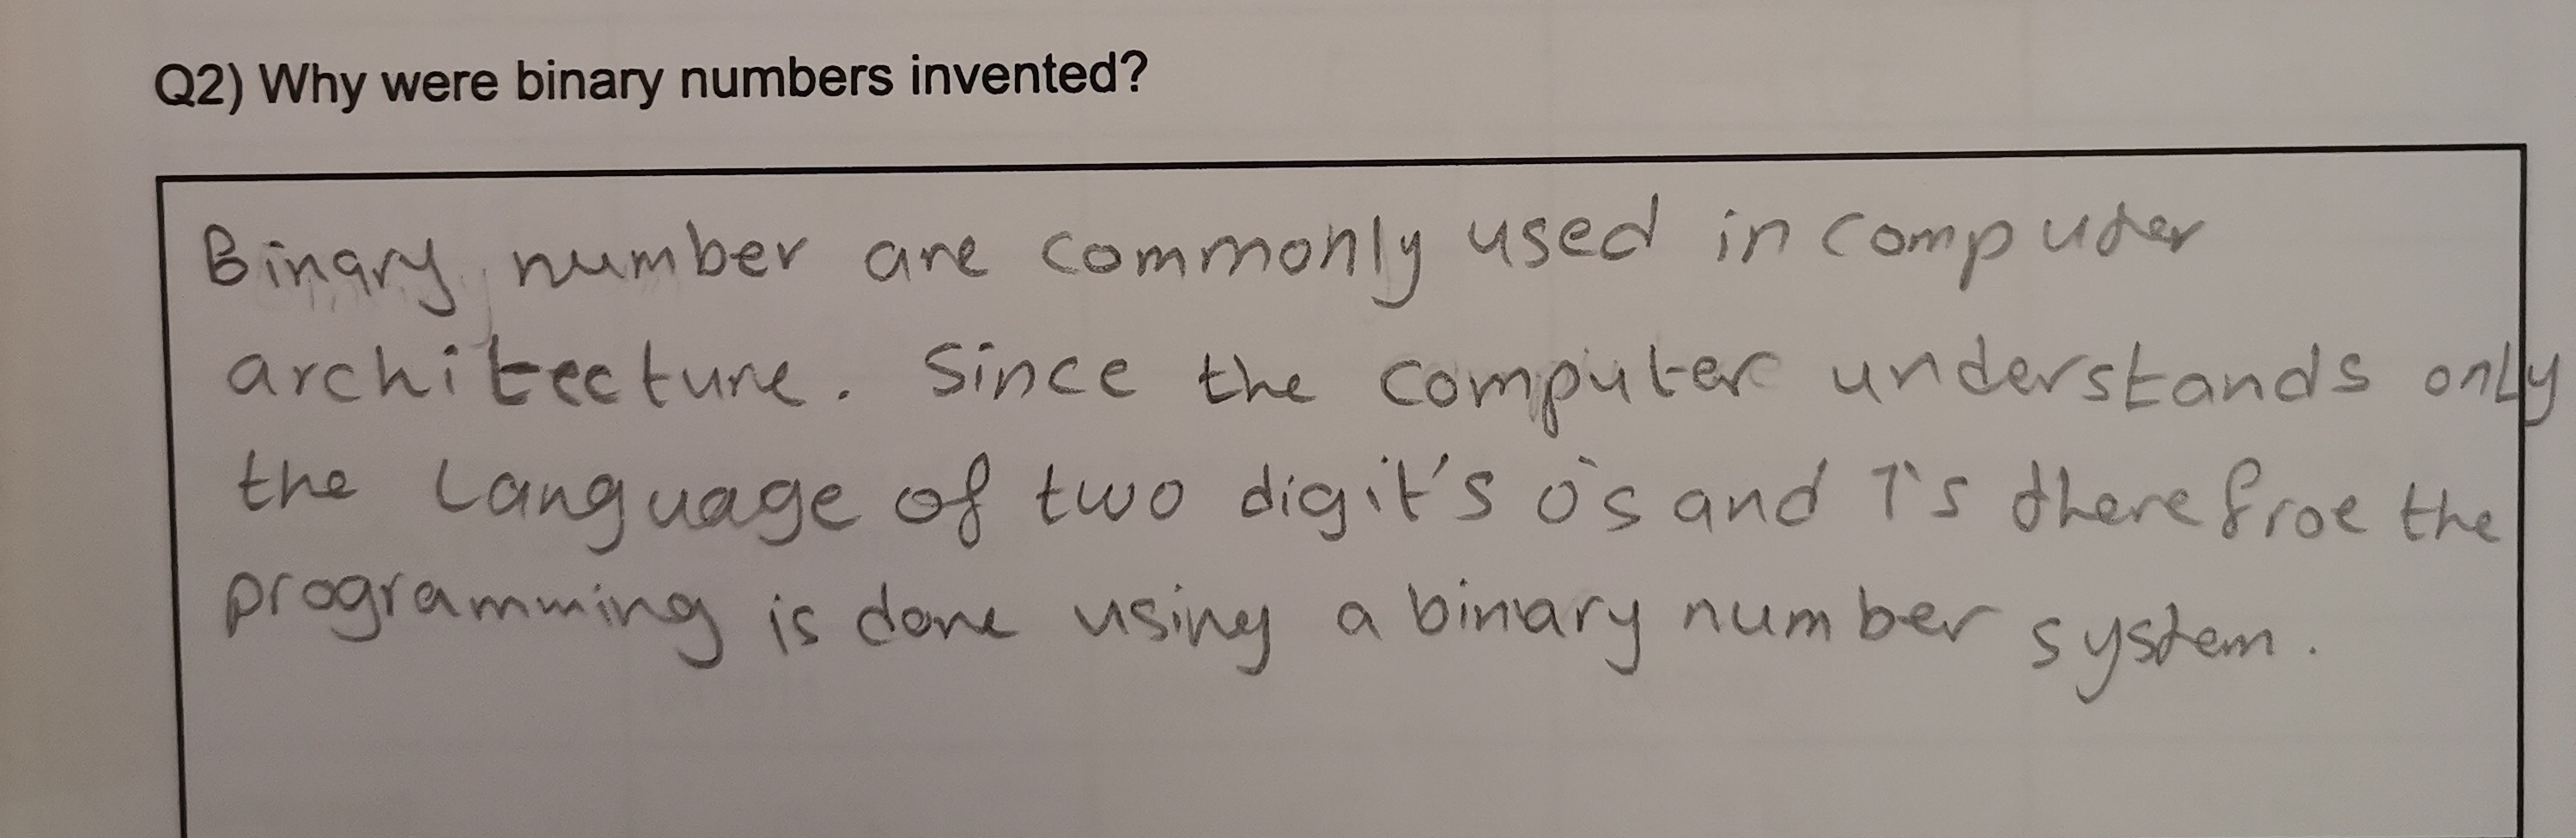 Q2) Why were binary numbers invented?
Binary number are commonly used in computer
architecture. Since the computer understands only
the Language of two digit's 0's and 1's therefroe the
programming is done using a binary number system.